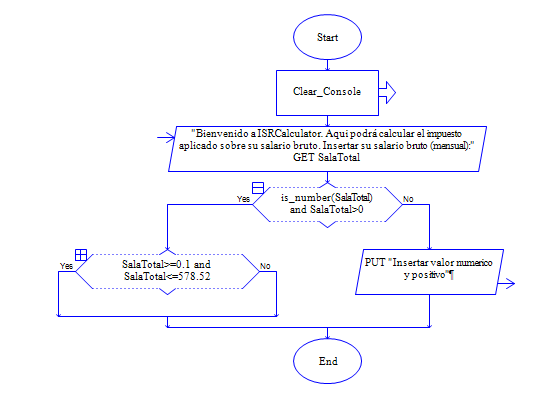 Start
Clear_Console
"Bienvenido a ISRCalculator. Aqui podrá calcular el impuesto
aplicado sobre su salario bruto. Insertar su salario bruto (mensual):"
GET SalaTotal
is_number(SalaTotal)
and SalaTotal>0
Yes
No
SalaTotal>=0.1 and
SalaTotal<=578.52
Yes
No
PUT "Insertar valor numerico
y positivo"¶
End